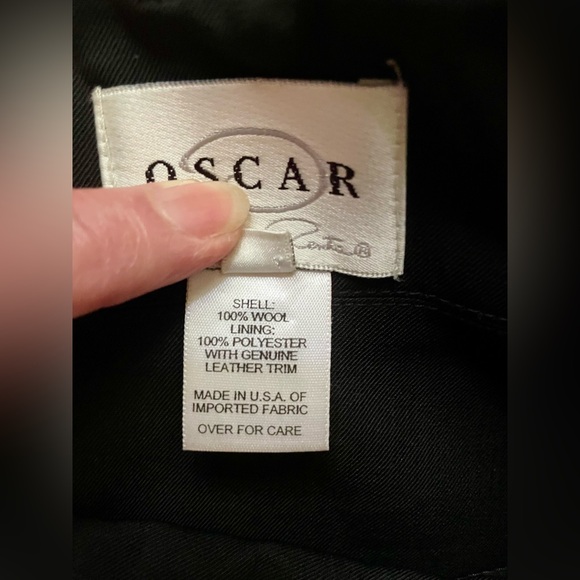 OSCAR
Renta®
SHELL:
100% WOOL
LINING:
100% POLYESTER
WITH GENUINE
LEATHER TRIM
MADE IN U.S.A. OF
IMPORTED FABRIC
OVER FOR CARE